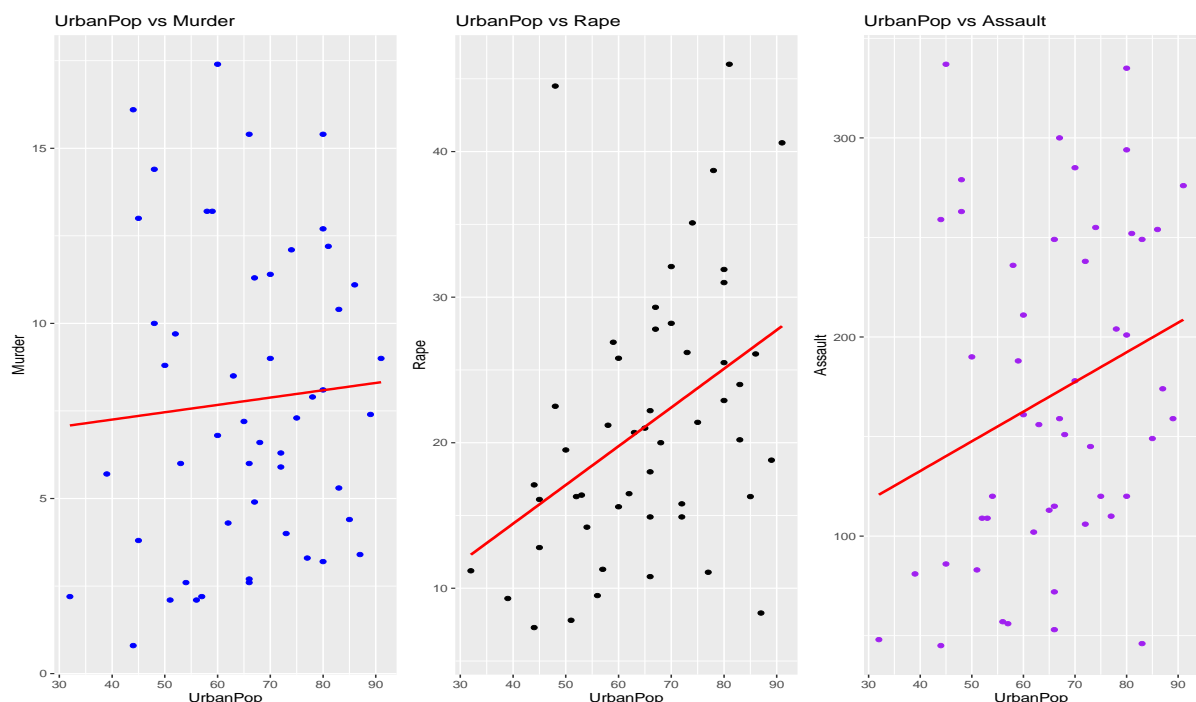 UrbanPop vs Murder
15
10
5
0
Murder
30 40 50 60 70 80 90
UrbanPop
UrbanPop vs Rape
40
30
20
10
Rape
30 40 50 60 70 80 90
UrbanPop
UrbanPop vs Assault
300
200
100
Assault
30 40 50 60 70 80 90
UrbanPop